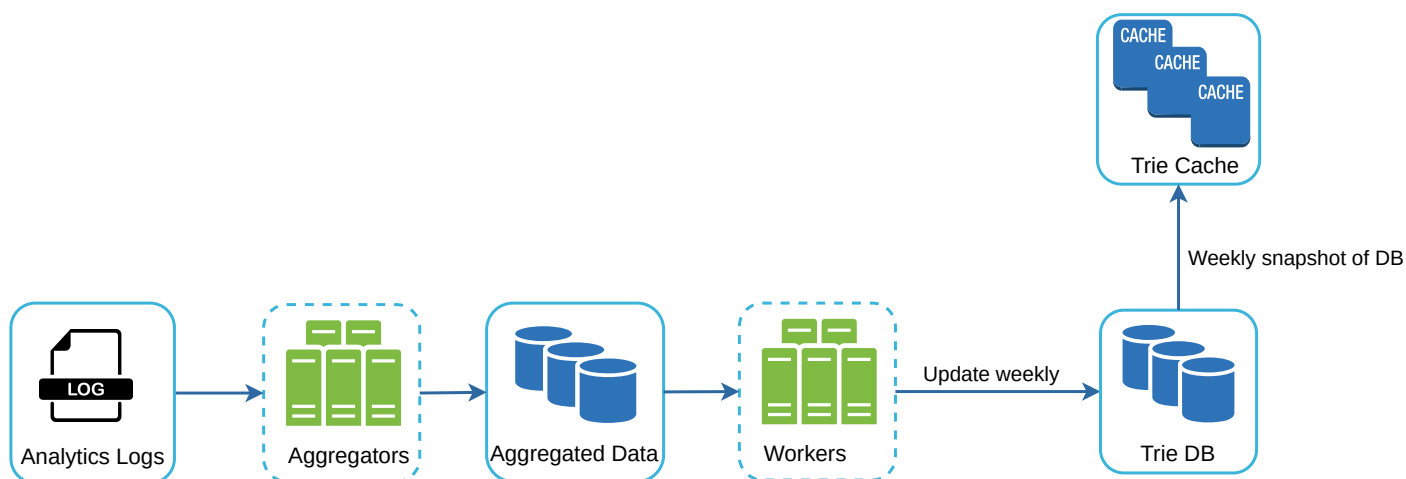 CACHE
CACHE
CACHE
Trie Cache
Weekly snapshot of DB
LOG
Update weekly
Analytics Logs
Aggregators
Aggregated Data
Workers
Trie DB